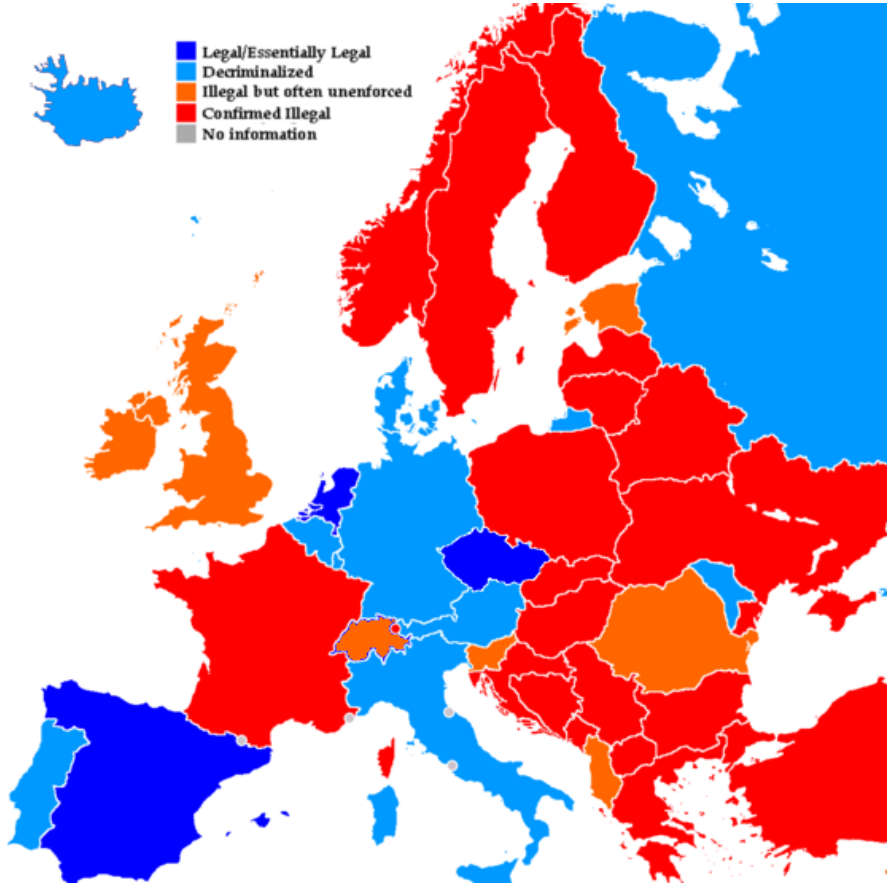 Legal/Essentially Legal
Decriminalized
Illegal but often unenforced
Confirmed Illegal
No information